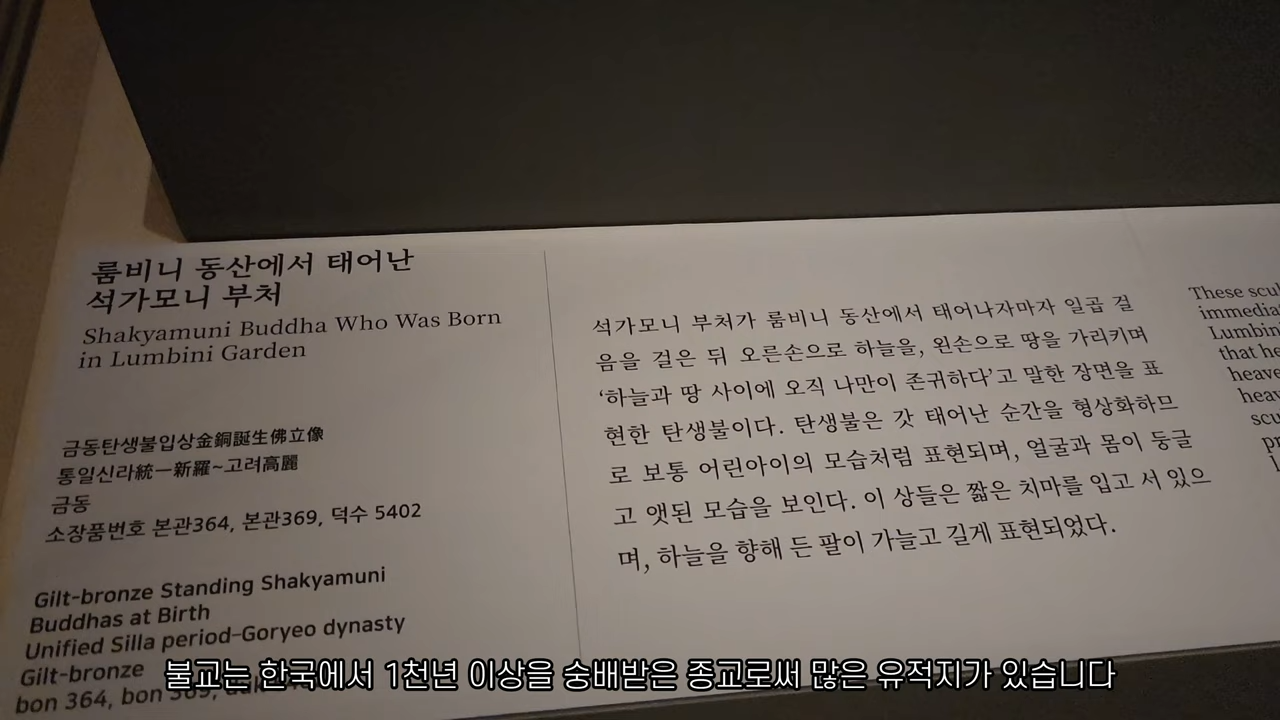 룸비니 동산에서 태어난
석가모니 부처
Shakyamuni Buddha Who Was Born
in Lumbini Garden
금동탄생불입상金銅誕生佛立像
통일신라統一新羅~고려高麗
금동
소장품번호 본관364, 본관369, 덕수 5402
Gilt-bronze Standing Shakyamuni
Buddhas at Birth
Unified Silla period–Goryeo dynasty
Gilt-bronze
bon 364, bon 369,
석가모니 부처가 룸비니 동산에서 태어나자마자 일곱 걸
음을 걸은 뒤 오른손으로 하늘을, 왼손으로 땅을 가리키며
‘하늘과 땅 사이에 오직 나만이 존귀하다’고 말한 장면을 표
현한 탄생불이다. 탄생불은 갓 태어난 순간을 형상화하므
로 보통 어린아이의 모습처럼 표현되며, 얼굴과 몸이 둥글
고 앳된 모습을 보인다. 이 상들은 짧은 치마를 입고 서 있으
며, 하늘을 향해 든 팔이 가늘고 길게 표현되었다.
These
Lumbin
that he
불교는 한국에서 1천년 이상을 숭배받은 종교로써 많은 유적지가 있습니다